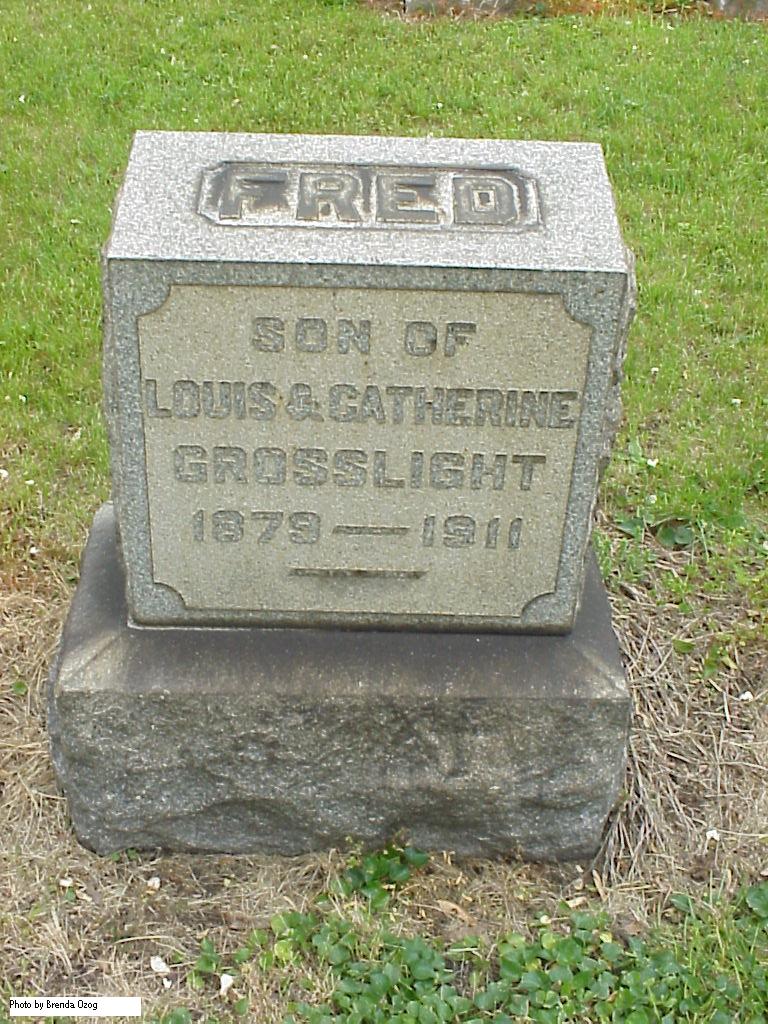 FRED
SON OF
LOUIS & CATHERINE
GROSSLIGHT
1879 — 1911
Photo by Brenda Ozog